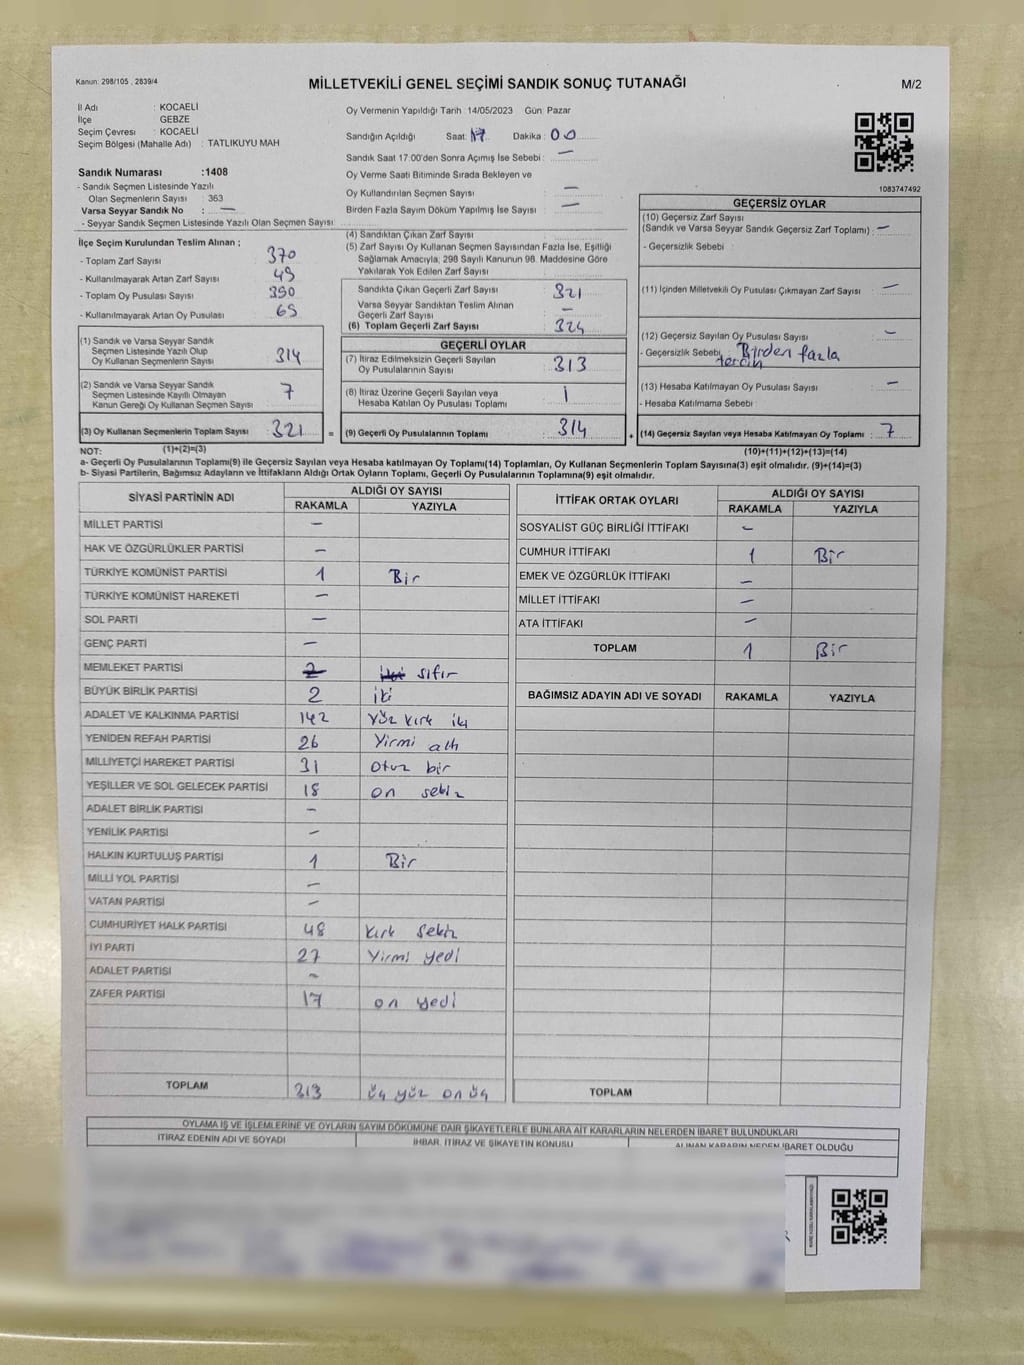 Kanun: 298/105 , 2839/4
MİLLETVEKİLİ GENEL SEÇİMİ SANDIK SONUÇ TUTANAĞI
M/2
İl Adı : KOCAELİ
İlçe GEBZE
Seçim Çevresi : KOCAELİ
Seçim Bölgesi (Mahalle Adı) : TATLIKUYU MAH
Oy Vermenin Yapıldığı Tarih :14/05/2023 Gün: Pazar
Sandığın Açıldığı Saat: 17 Dakika : 00
Sandık Saat 17:00'den Sonra Açımış İse Sebebi : —
Oy Verme Saati Bitiminde Sırada Bekleyen ve
Oy Kullandırılan Seçmen Sayısı —
Birden Fazla Sayım Döküm Yapılmış İse Sayısı —
1083747492
Sandık Numarası :1408
- Sandık Seçmen Listesinde Yazılı
Olan Seçmenlerin Sayısı : 363
Varsa Seyyar Sandık No : —
- Seyyar Sandık Seçmen Listesinde Yazılı Olan Seçmen Sayısı :
İlçe Seçim Kurulundan Teslim Alınan ;
- Toplam Zarf Sayısı 370
- Kullanılmayarak Artan Zarf Sayısı 49
- Toplam Oy Pusulası Sayısı
- Kullanılmayarak Artan Oy Pusulası
(1) Sandık ve Varsa Seyyar Sandık
Seçmen Listesinde Yazılı Olup
Oy Kullanan Seçmenlerin Sayısı 314
(2) Sandık ve Varsa Seyyar Sandık
Seçmen Listesinde Kayıtlı Olmayan
Kanun Gereği Oy Kullanan Seçmen Sayısı 7
(3) Oy Kullanan Seçmenlerin Toplam Sayısı 321 =
(4) Sandıktan Çıkan Zarf Sayısı
(5) Zarf Sayısı Oy Kullanan Seçmen Sayısından Fazla İse, Eşitliği
Sağlamak Amacıyla, 298 Sayılı Kanunun 98. Maddesine Göre
Yakılarak Yok Edilen Zarf Sayısı
Sandıkta Çıkan Geçerli Zarf Sayısı 321
Varsa Seyyar Sandıktan Teslim Alınan
Geçerli Zarf Sayısı —
(6) Toplam Geçerli Zarf Sayısı
GEÇERLİ OYLAR
(7) İtiraz Edilmeksizin Geçerli Sayılan
Oy Pusulalarının Sayısı 313
(8) İtiraz Üzerine Geçerli Sayılan veya
Hesaba Katılan Oy Pusulası Toplamı 1
(9) Geçerli Oy Pusulalarının Toplamı 314 +
GEÇERSİZ OYLAR
(10) Geçersiz Zarf Sayısı
(Sandık ve Varsa Seyyar Sandık Geçersiz Zarf Toplamı) : —
- Geçersizlik Sebebi :
(11) İçinden Milletvekili Oy Pusulası Çıkmayan Zarf Sayısı —
(12) Geçersiz Sayılan Oy Pusulası Sayısı —
- Geçersizlik Sebebi : Birden fazla
tercih
(13) Hesaba Katılmayan Oy Pusulası Sayısı —
- Hesaba Katılmama Sebebi
(14) Geçersiz Sayılan veya Hesaba Katılmayan Oy Toplamı : 7
NOT: (1)+(2)=(3) (10)+(11)+(12)+(13)=(14)
a- Geçerli Oy Pusulalarının Toplamı(9) ile Geçersiz Sayılan veya Hesaba katılmayan Oy Toplamı(14) Toplamları, Oy Kullanan Seçmenlerin Toplam Sayısına(3) eşit olmalıdır. (9)+(14)=(3)
b- Siyasi Partilerin, Bağımsız Adayların ve İttifakların Aldığı Ortak Oyların Toplamı, Geçerli Oy Pusulalarının Toplamına(9) eşit olmalıdır.
SİYASİ PARTİNİN ADI ALDIĞI OY SAYISI
RAKAMLA YAZIYLA
MİLLET PARTİSİ —
HAK VE ÖZGÜRLÜKLER PARTİSİ —
TÜRKİYE KOMÜNİST PARTİSİ 1 Bir
TÜRKİYE KOMÜNİST HAREKETİ —
SOL PARTİ —
GENÇ PARTİ —
MEMLEKET PARTİSİ 2 iki sıfır
BÜYÜK BİRLİK PARTİSİ 2 iki
ADALET VE KALKINMA PARTİSİ 142 yüz kırk iki
YENİDEN REFAH PARTİSİ 26 Yirmi altı
MİLLİYETÇİ HAREKET PARTİSİ 31 otuz bir
YEŞİLLER VE SOL GELECEK PARTİSİ 18 on sekiz
ADALET BİRLİK PARTİSİ —
YENİLİK PARTİSİ —
HALKIN KURTULUŞ PARTİSİ 1 Bir
MİLLİ YOL PARTİSİ —
VATAN PARTİSİ —
CUMHURİYET HALK PARTİSİ 48 kırk sekiz
İYİ PARTİ 27 Yirmi yedi
ADALET PARTİSİ —
ZAFER PARTİSİ 17 on yedi
TOPLAM 313 üç yüz on üç
İTTİFAK ORTAK OYLARI ALDIĞI OY SAYISI
RAKAMLA YAZIYLA
SOSYALİST GÜÇ BİRLİĞİ İTTİFAKI —
CUMHUR İTTİFAKI 1 Bir
EMEK VE ÖZGÜRLÜK İTTİFAKI —
MİLLET İTTİFAKI —
ATA İTTİFAKI —
TOPLAM 1 Bir
BAĞIMSIZ ADAYIN ADI VE SOYADI RAKAMLA YAZIYLA
TOPLAM
OYLAMA İŞ VE İŞLEMLERİNE VE OYLARIN SAYIM DÖKÜMÜNE DAİR ŞİKAYETLERLE BUNLARA AİT KARARLARIN NELERDEN İBARET BULUNDUKLARI
İTİRAZ EDENİN ADI VE SOYADI İHBAR, İTİRAZ VE ŞİKAYETİN KONUSU ALINAN KARARIN NEDEN İBARET OLDUĞU